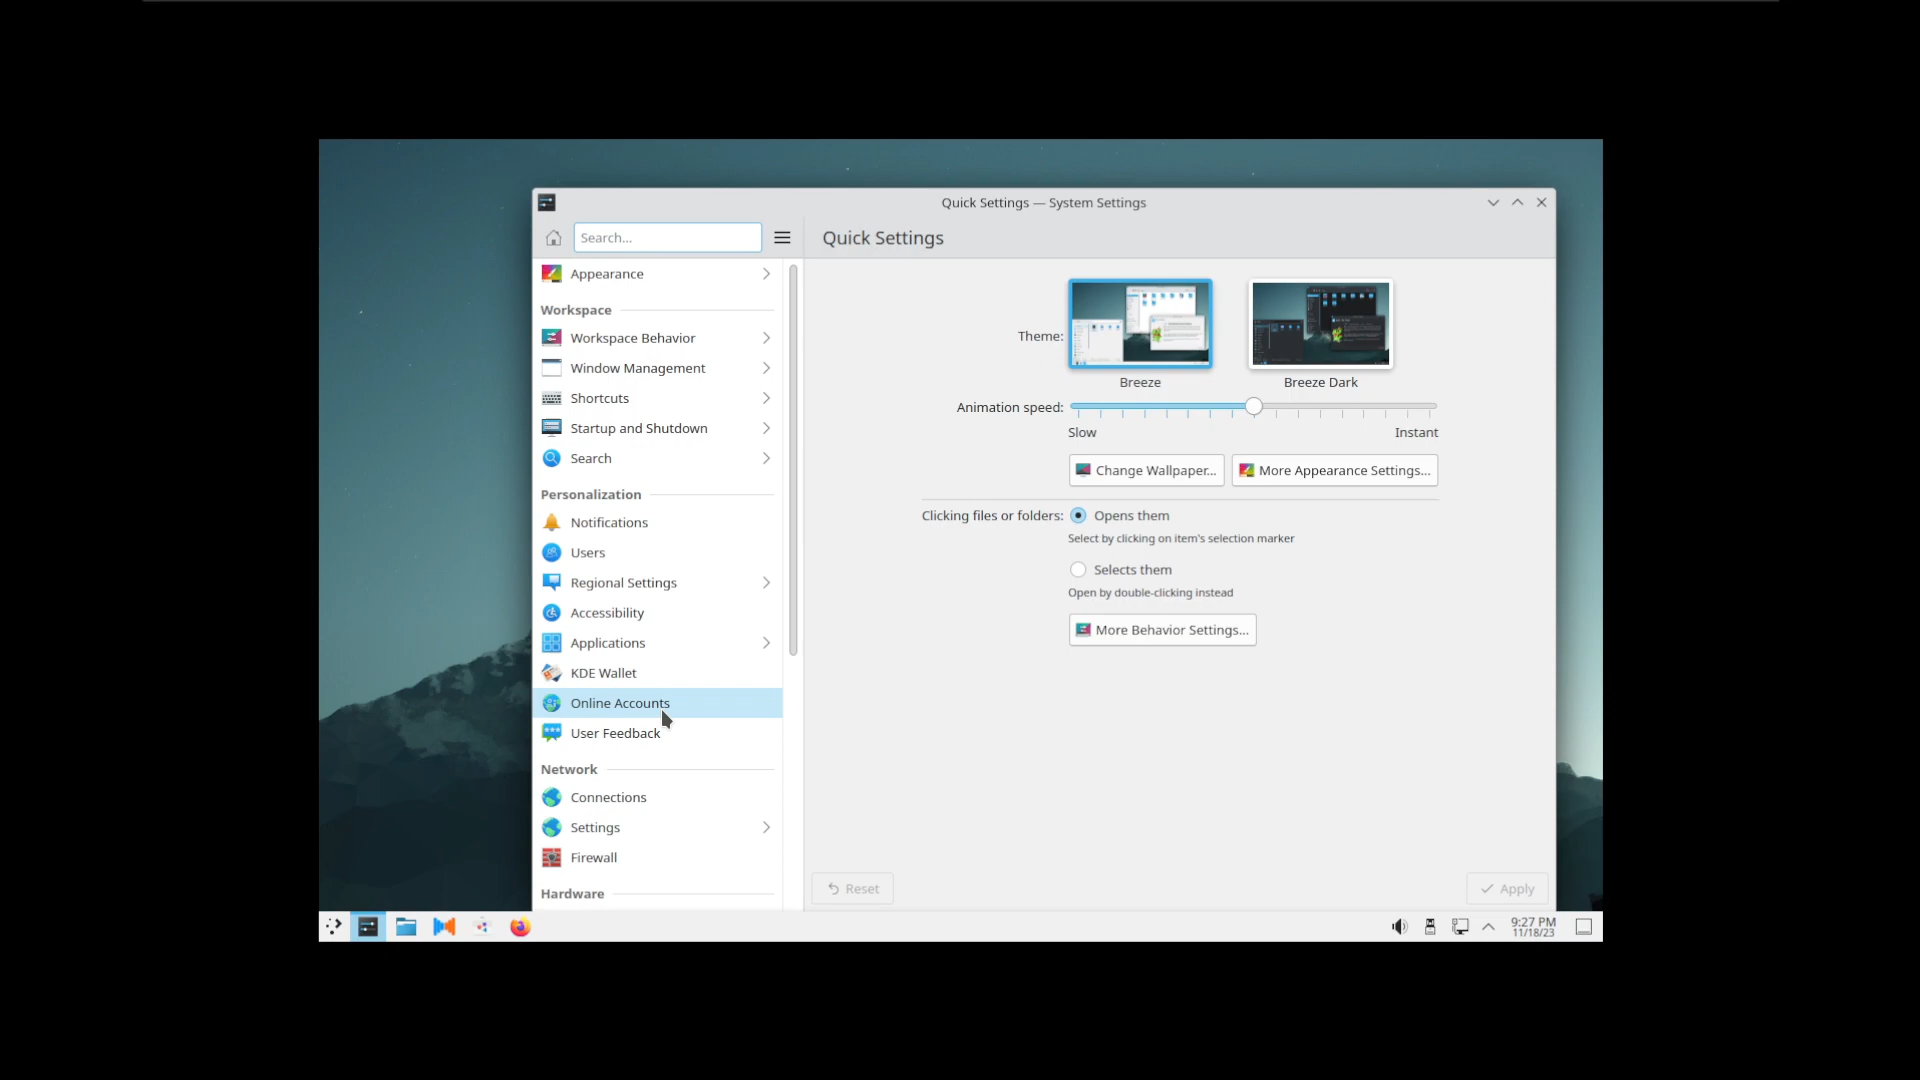 Quick Settings — System Settings
Search...
Quick Settings
Appearance
Workspace
Workspace Behavior
Window Management
Shortcuts
Startup and Shutdown
Search
Personalization
Notifications
Users
Regional Settings
Accessibility
Applications
KDE Wallet
Online Accounts
User Feedback
Network
Connections
Settings
Firewall
Hardware
Theme:
Breeze
Breeze Dark
Animation speed:
Slow
Instant
Change Wallpaper...
More Appearance Settings...
Clicking files or folders:
Opens them
Select by clicking on item's selection marker
Selects them
Open by double-clicking instead
More Behavior Settings...
Reset
Apply
9:27 PM
11/18/23